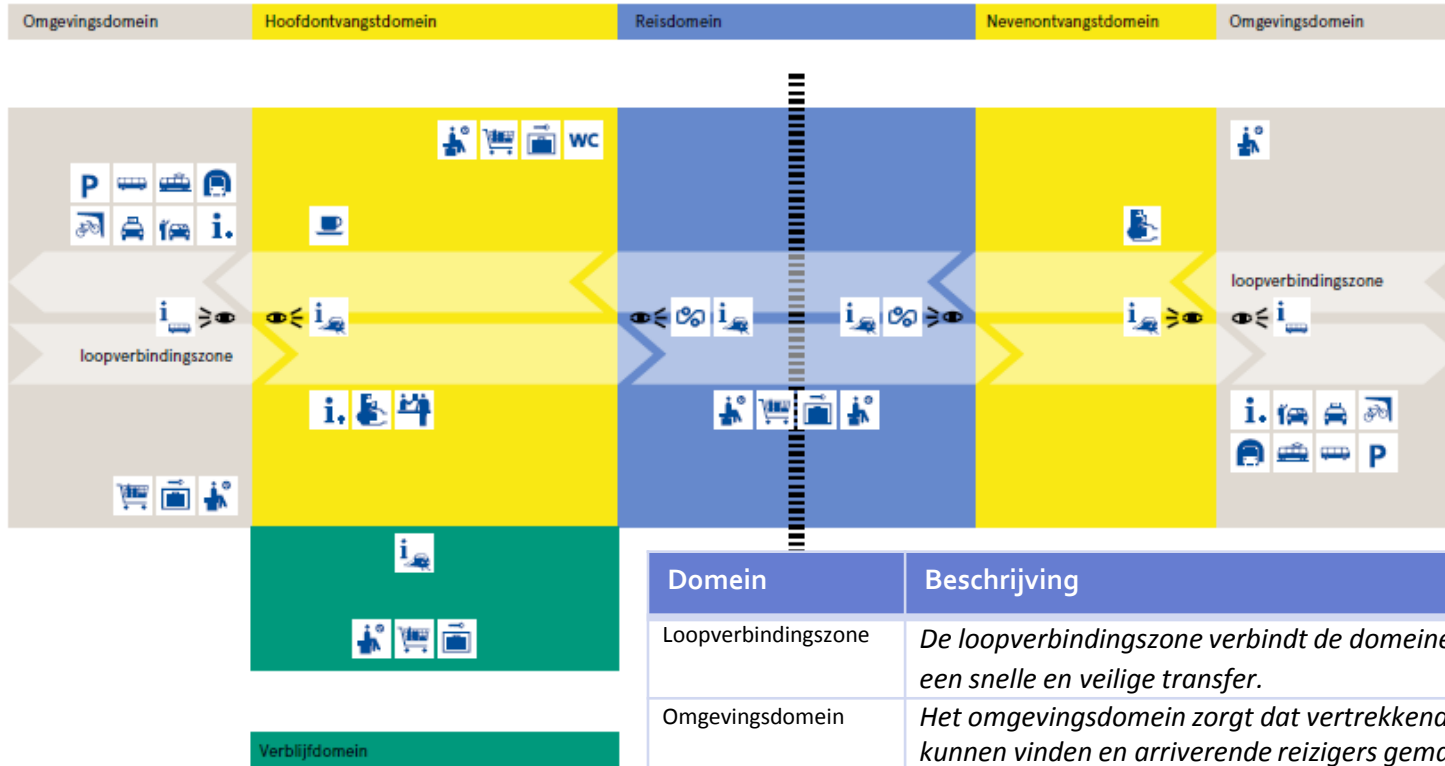 Omgevingsdomein
Hoofdontvangstdomein
Reisdomein
Nevenontvangstdomein
Omgevingsdomein
WC
P
i.
loopverbindingszone
i
i
i
i
i
i
loopverbindingszone
i.
i.
P
i
Domein Beschrijving
Loopverbindingszone De loopverbindingszone verbindt de domeine
een snelle en veilige transfer.
Omgevingsdomein Het omgevingsdomein zorgt dat vertrekkend
kunnen vinden en arriverende reizigers gema
Verblijfdomein